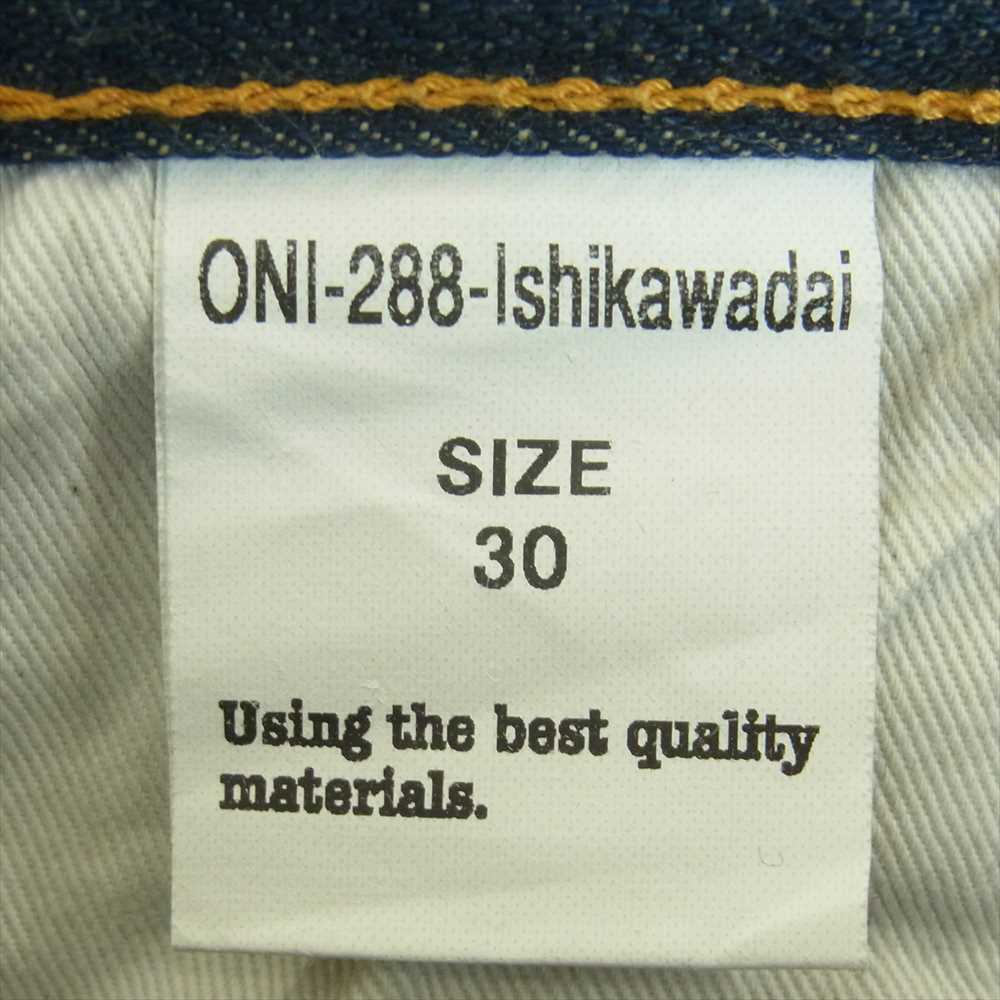 ONI-288-Ishikawadai
SIZE
30
Using the best quality
materials.